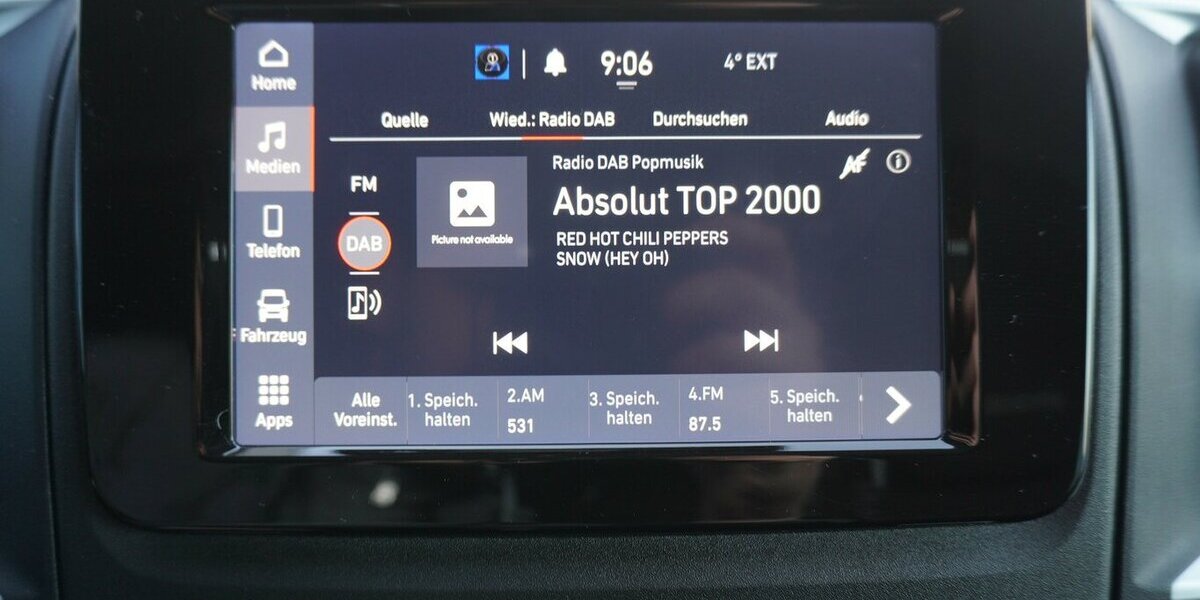 9:06
4° EXT
Home
Quelle
Wied.: Radio DAB
Durchsuchen
Audio
Medien
FM
DAB
Picture not available
Radio DAB Popmusik
Absolut TOP 2000
RED HOT CHILI PEPPERS
SNOW (HEY OH)
AF
i
Telefon
Fahrzeug
Apps
Alle
Voreinst.
1. Speich.
halten
2.AM
531
3. Speich.
halten
4.FM
87.5
5. Speich.
halten